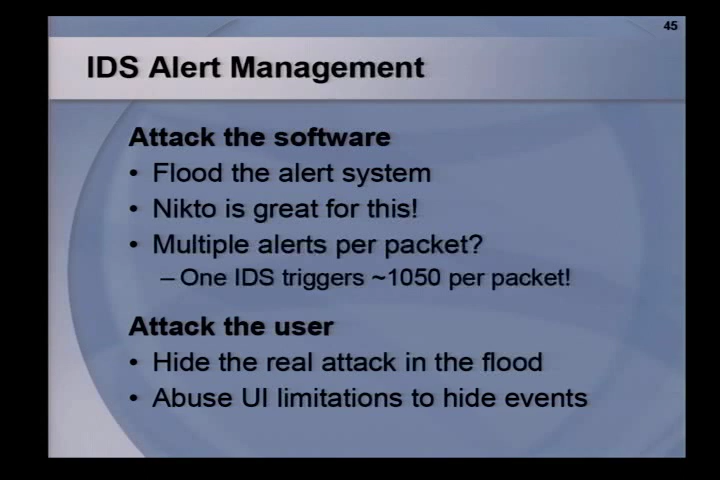 45
IDS Alert Management
Attack the software
• Flood the alert system
• Nikto is great for this!
• Multiple alerts per packet?
– One IDS triggers ~1050 per packet!
Attack the user
• Hide the real attack in the flood
• Abuse UI limitations to hide events